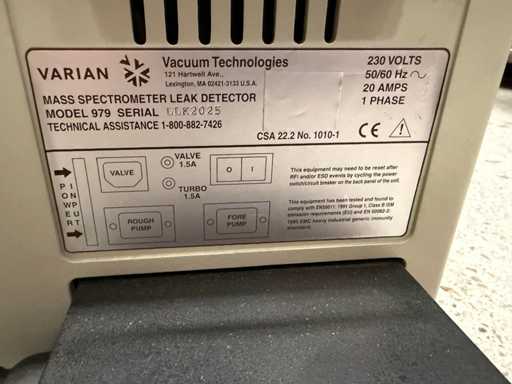 VARIAN
Vacuum Technologies
121 Hartwell Ave.,
Lexington, MA 02421-3133 U.S.A.
230 VOLTS
50/60 Hz
20 AMPS
1 PHASE
MASS SPECTROMETER LEAK DETECTOR
MODEL 979 SERIAL LLK2025
TECHNICAL ASSISTANCE 1-800-882-7426
CSA 22.2 No. 1010-1
CE
POWER
INPUT
VALVE
VALVE
1.5A
TURBO
1.5A
O I
ROUGH
PUMP
FORE
PUMP
This equipment may need to be reset after
RFI and/or ESD events by cycling the power
switch/circuit breaker on the back panel of the unit.
This equipment has been tested and found to
comply with EN55011: 1991 Group 1, Class B ISM
emission requirements (EU) and EN 50082-2:
1995 EMC heavy industrial generic immunity
standard.